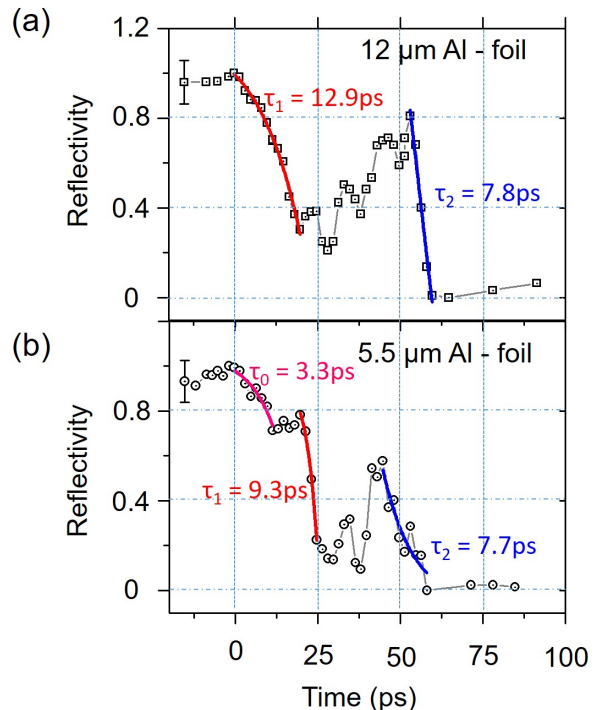 (a)
12 μm Al - foil
1.2
0.8
0.4
0
Reflectivity
τ1 = 12.9ps
τ2 = 7.8ps
(b)
5.5 μm Al - foil
0.8
0.4
0
Reflectivity
τ0 = 3.3ps
τ1 = 9.3ps
τ2 = 7.7ps
0 25 50 75 100
Time (ps)